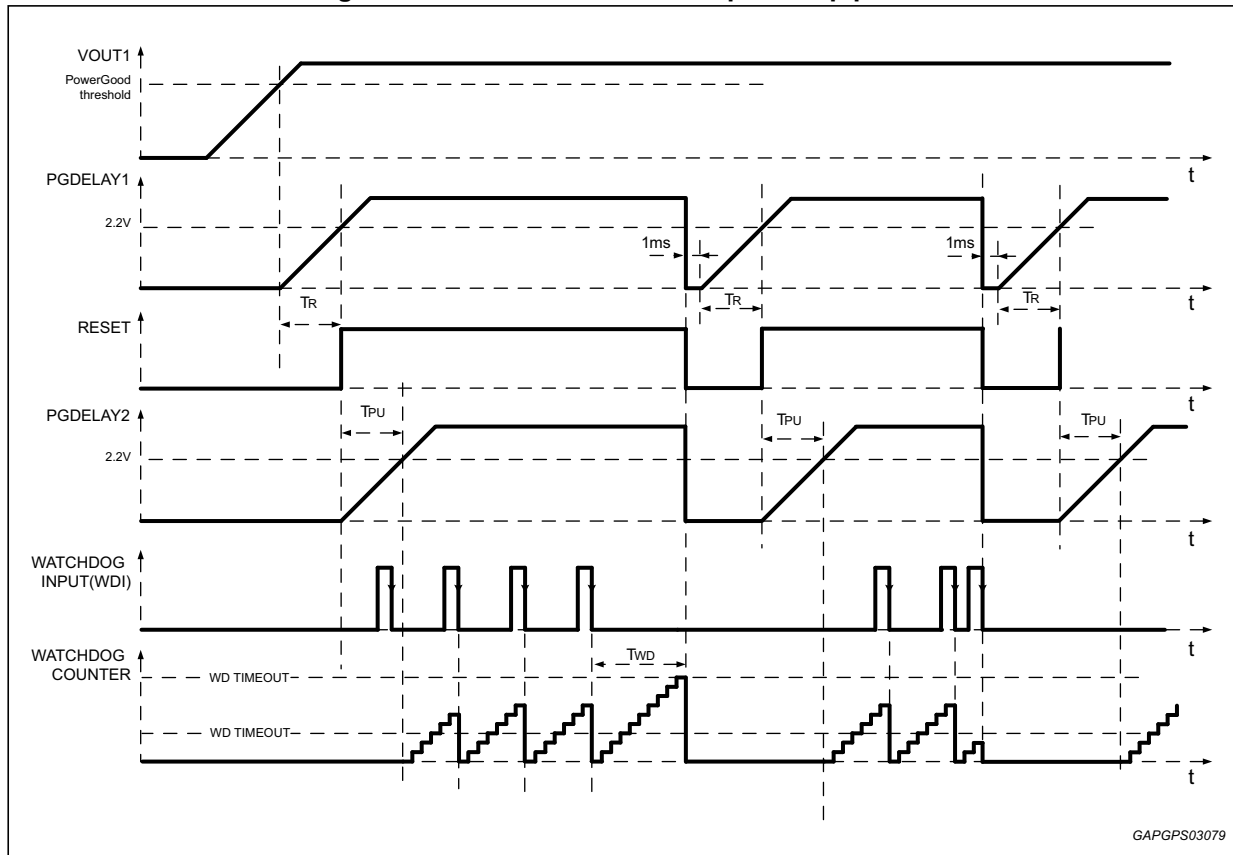 VOUT1
PowerGood
threshold
t
PGDELAY1
2.2V
1ms
1ms
TR
TR
TR
t
RESET
t
PGDELAY2
TPU
TPU
TPU
2.2V
t
WATCHDOG
INPUT(WDI)
t
WATCHDOG
COUNTER
TWD
WD TIMEOUT
WD TIMEOUT
t
GAPGPS03079